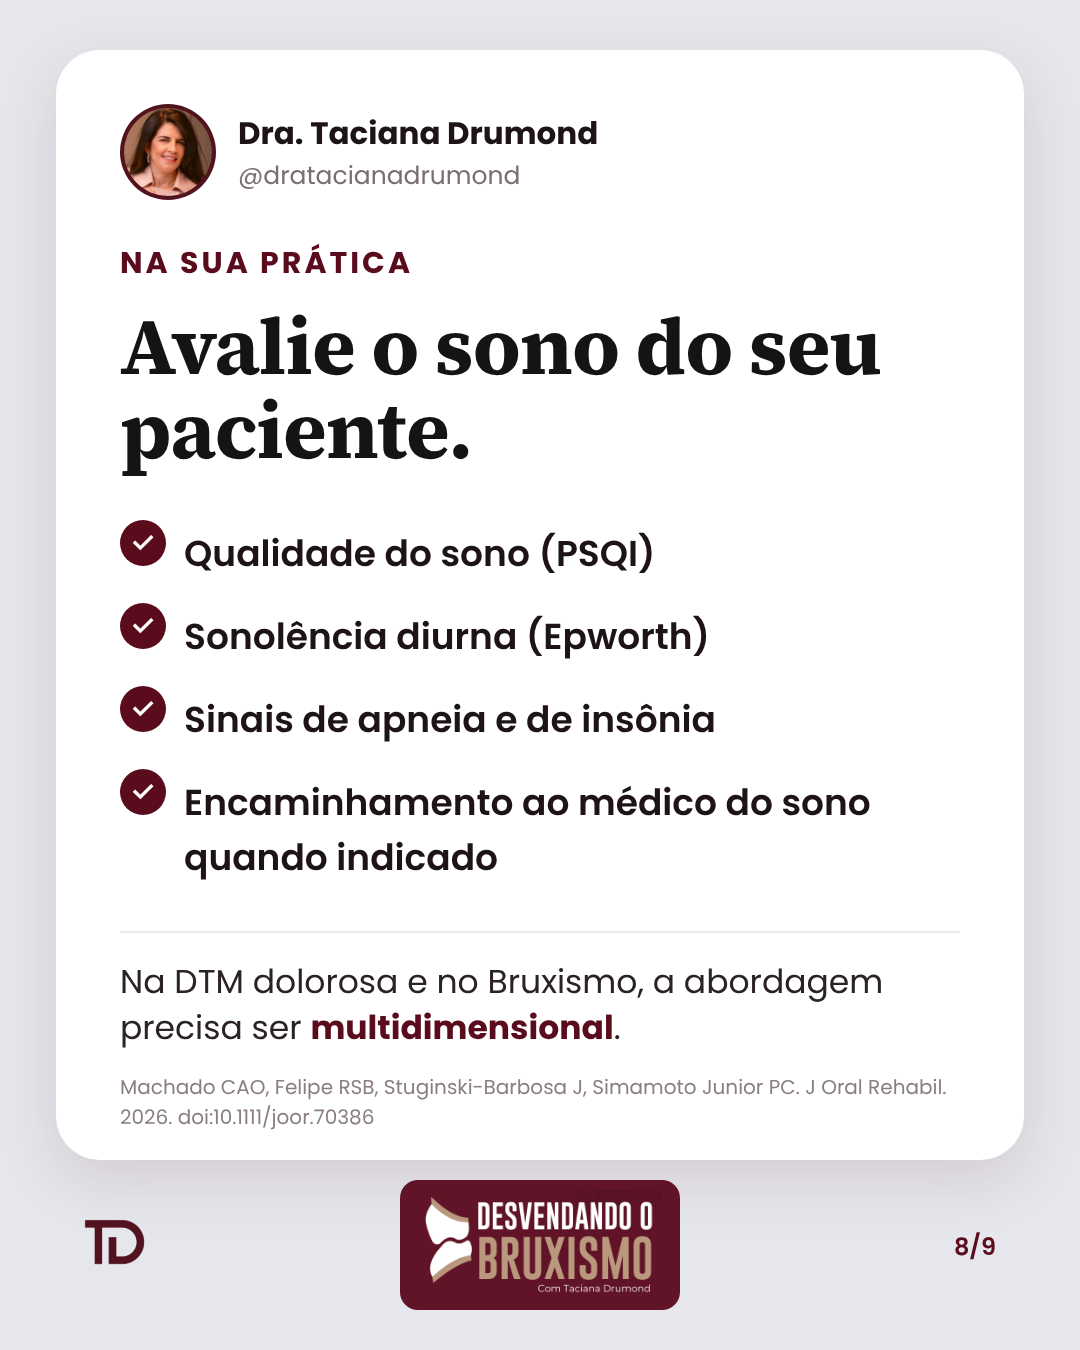 Dra. Taciana Drumond
@dratacianadrumond
NA SUA PRÁTICA
Avalie o sono do seu
paciente.
Qualidade do sono (PSQI)
Sonolência diurna (Epworth)
Sinais de apneia e de insônia
Encaminhamento ao médico do sono
quando indicado
Na DTM dolorosa e no Bruxismo, a abordagem
precisa ser multidimensional.
Machado CAO, Felipe RSB, Stuginski-Barbosa J, Simamoto Junior PC. J Oral Rehabil.
2026. doi:10.1111/joor.70386
TD
DESVENDANDO O
BRUXISMO
Com Taciana Drumond
8/9